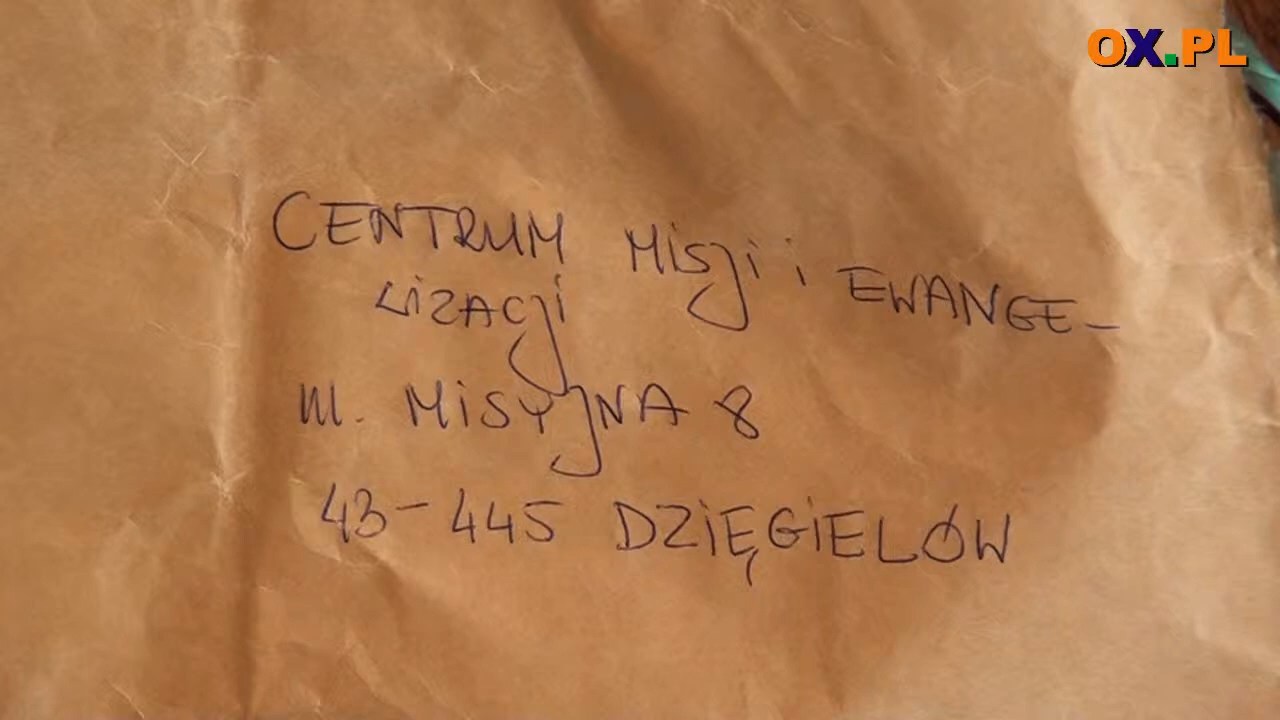 OX.PL
CENTRUM Misji i EWANGE-
LiZACji
ul. MiSYJNA 8
43-445 DZiĘGiELÓW